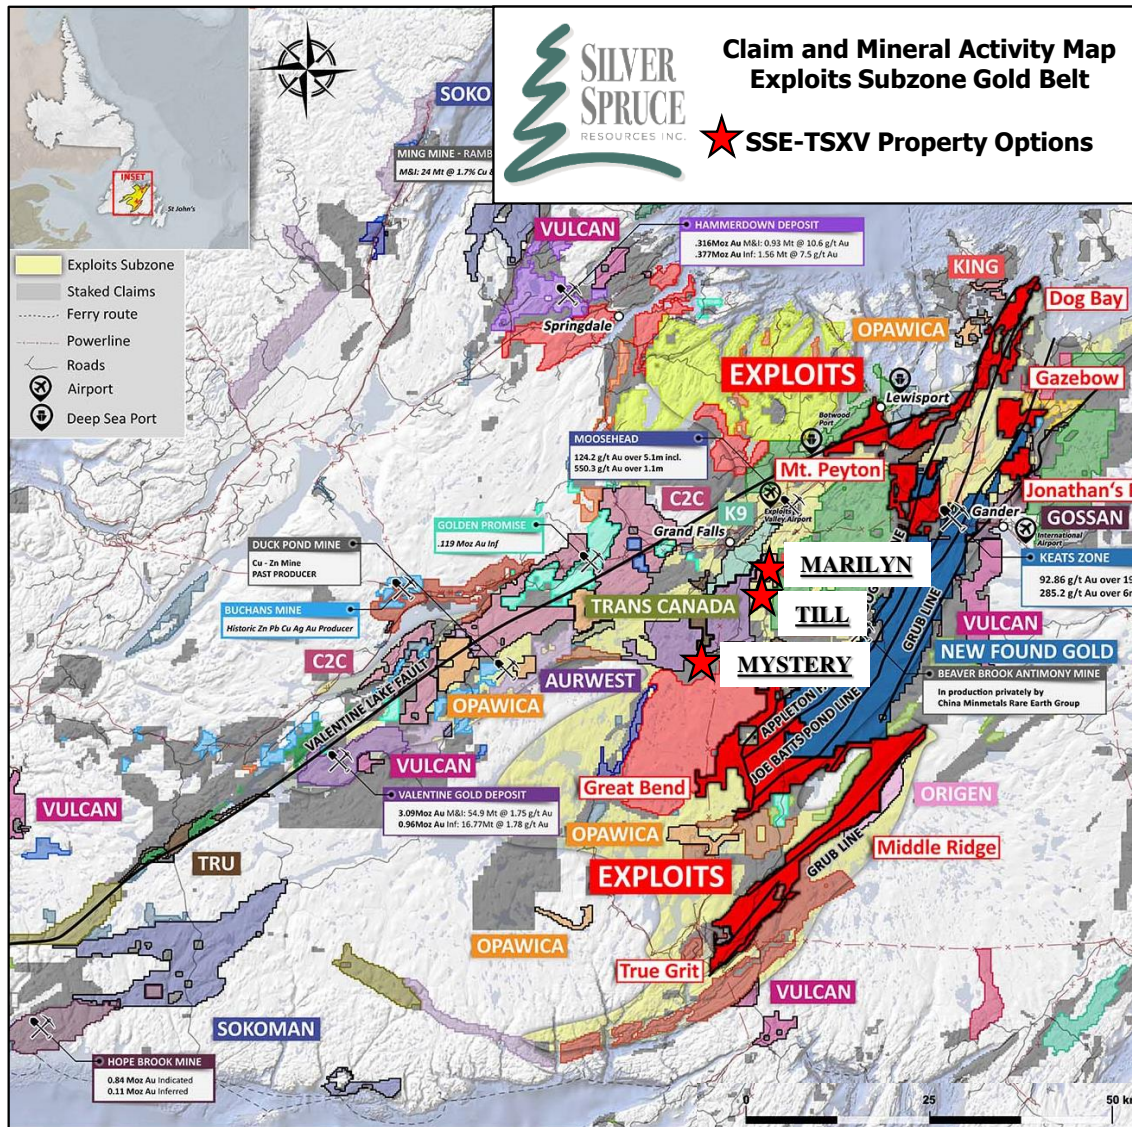 SILVER
SPRUCE
RESOURCES INC.
Claim and Mineral Activity Map
Exploits Subzone Gold Belt
SSE-TSXV Property Options
INSET
St John's
Exploits Subzone
Staked Claims
Ferry route
Powerline
Roads
Airport
Deep Sea Port
SOKO
MING MINE - RAMB
M&I: 24 Mt @ 1.7% Cu &
VULCAN
HAMMERDOWN DEPOSIT
.316Moz Au M&I: 0.93 Mt @ 10.6 g/t Au
.377Moz Au Inf: 1.56 Mt @ 7.5 g/t Au
KING
Dog Bay
Springdale
OPAWICA
EXPLOITS
Gazebow
Lewisport
Botwood
Port
MOOSEHEAD
124.2 g/t Au over 5.1m incl.
550.3 g/t Au over 1.1m
Mt. Peyton
C2C
K9
Exploits
Valley Airport
Jonathan's
Gander
International
Airport
GOSSAN
Grand Falls
GOLDEN PROMISE
.119 Moz Au Inf
DUCK POND MINE
Cu - Zn Mine
PAST PRODUCER
KEATS ZONE
92.86 g/t Au over 19
285.2 g/t Au over 6m
MARILYN
TILL
MYSTERY
TRANS CANADA
BUCHANS MINE
Historic Zn Pb Cu Ag Au Producer
GRUB LINE
VULCAN
NEW FOUND GOLD
BEAVER BROOK ANTIMONY MINE
In production privately by
China Minmetals Rare Earth Group
C2C
AURWEST
OPAWICA
VALENTINE LAKE FAULT
APPLETON
JOE BATTS POND LINE
VULCAN
VULCAN
Great Bend
ORIGEN
VALENTINE GOLD DEPOSIT
3.09Moz Au M&I: 54.9 Mt @ 1.75 g/t Au
0.96Moz Au Inf: 16.77Mt @ 1.78 g/t Au
OPAWICA
Middle Ridge
GRUB LINE
TRU
EXPLOITS
OPAWICA
True Grit
VULCAN
SOKOMAN
HOPE BROOK MINE
0.84 Moz Au Indicated
0.11 Moz Au Inferred
0 25 50 km